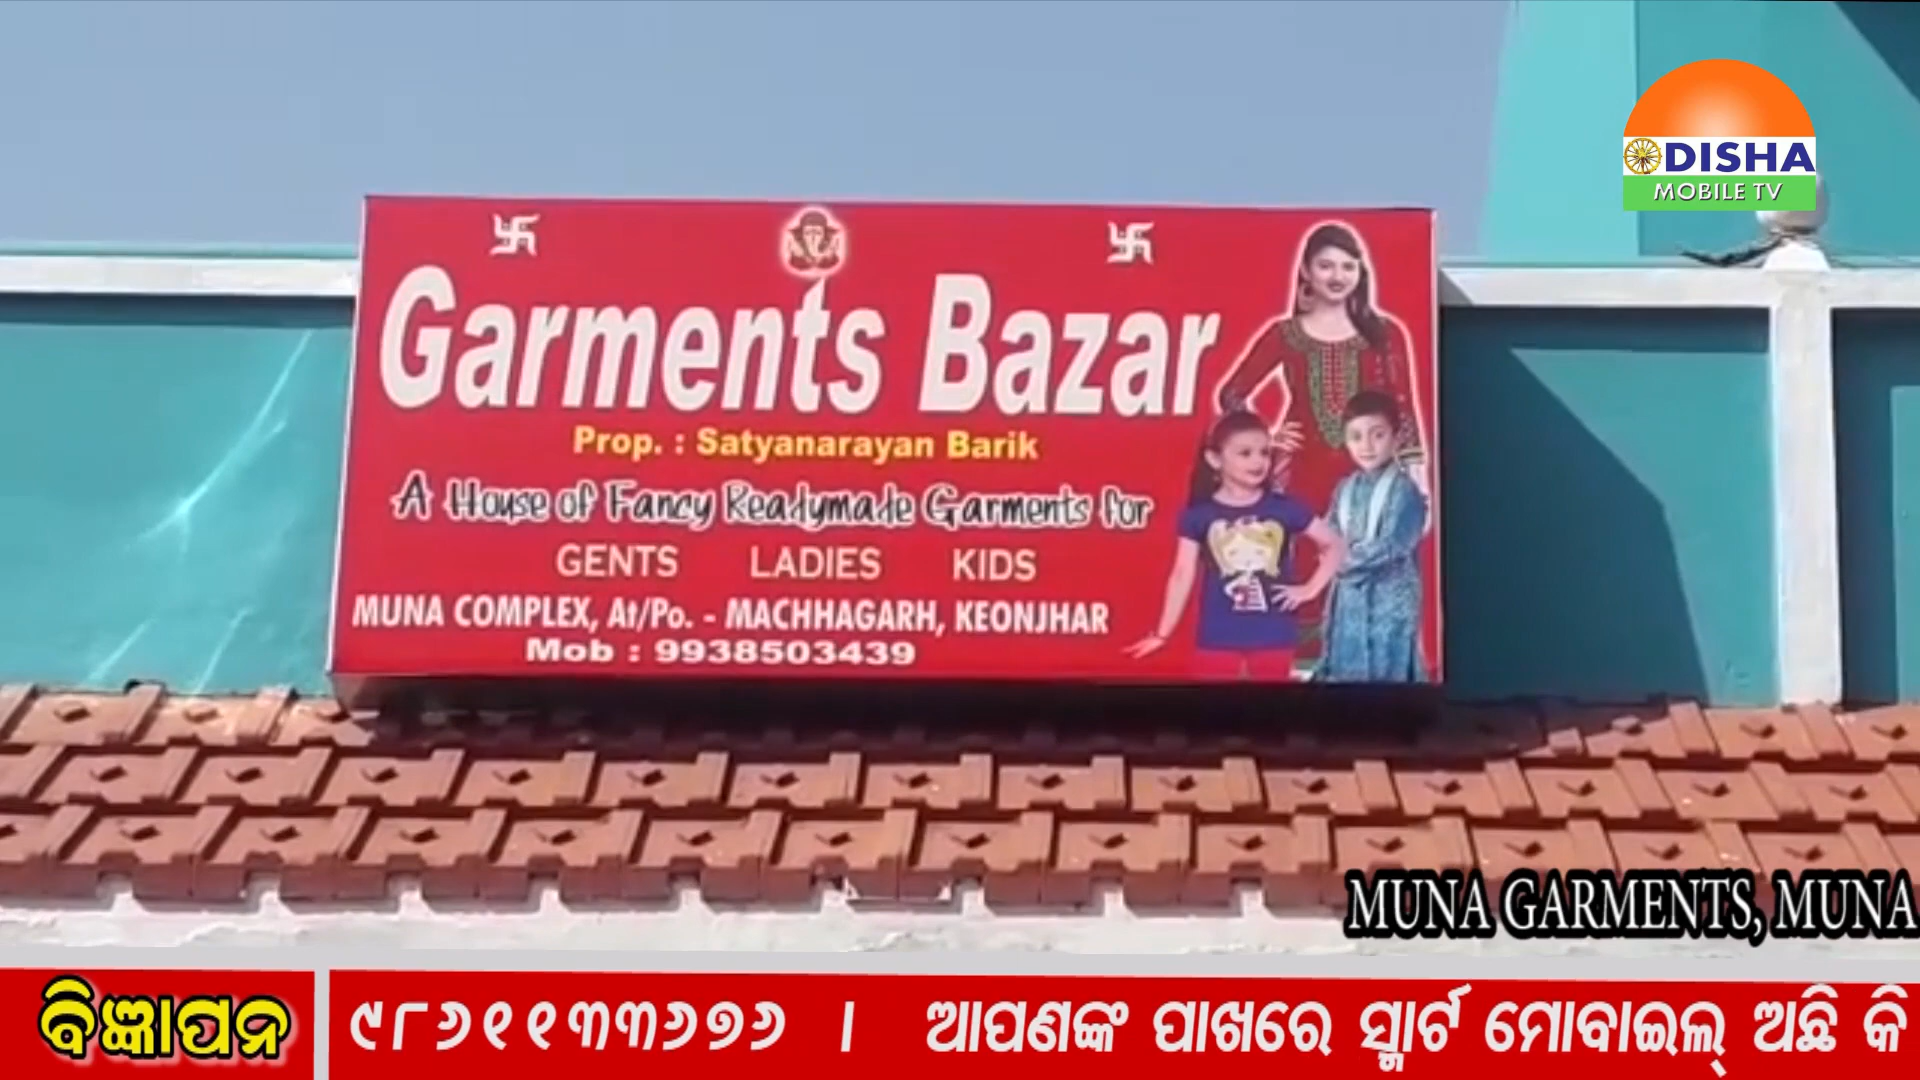 ODISHA
MOBILE TV
Garments Bazar
Prop. : Satyanarayan Barik
A House of Fancy Readymade Garments for
GENTS LADIES KIDS
MUNA COMPLEX, At/Po. - MACHHAGARH, KEONJHAR
Mob : 9938503439
MUNA GARMENTS, MUNA
ବିଜ୍ଞାପନ
୯୮୬୧୧୩୩୬୭୬ । ଆପଣଙ୍କ ପାଖରେ ସ୍ମାର୍ଟ ମୋବାଇଲ୍ ଅଛି କି